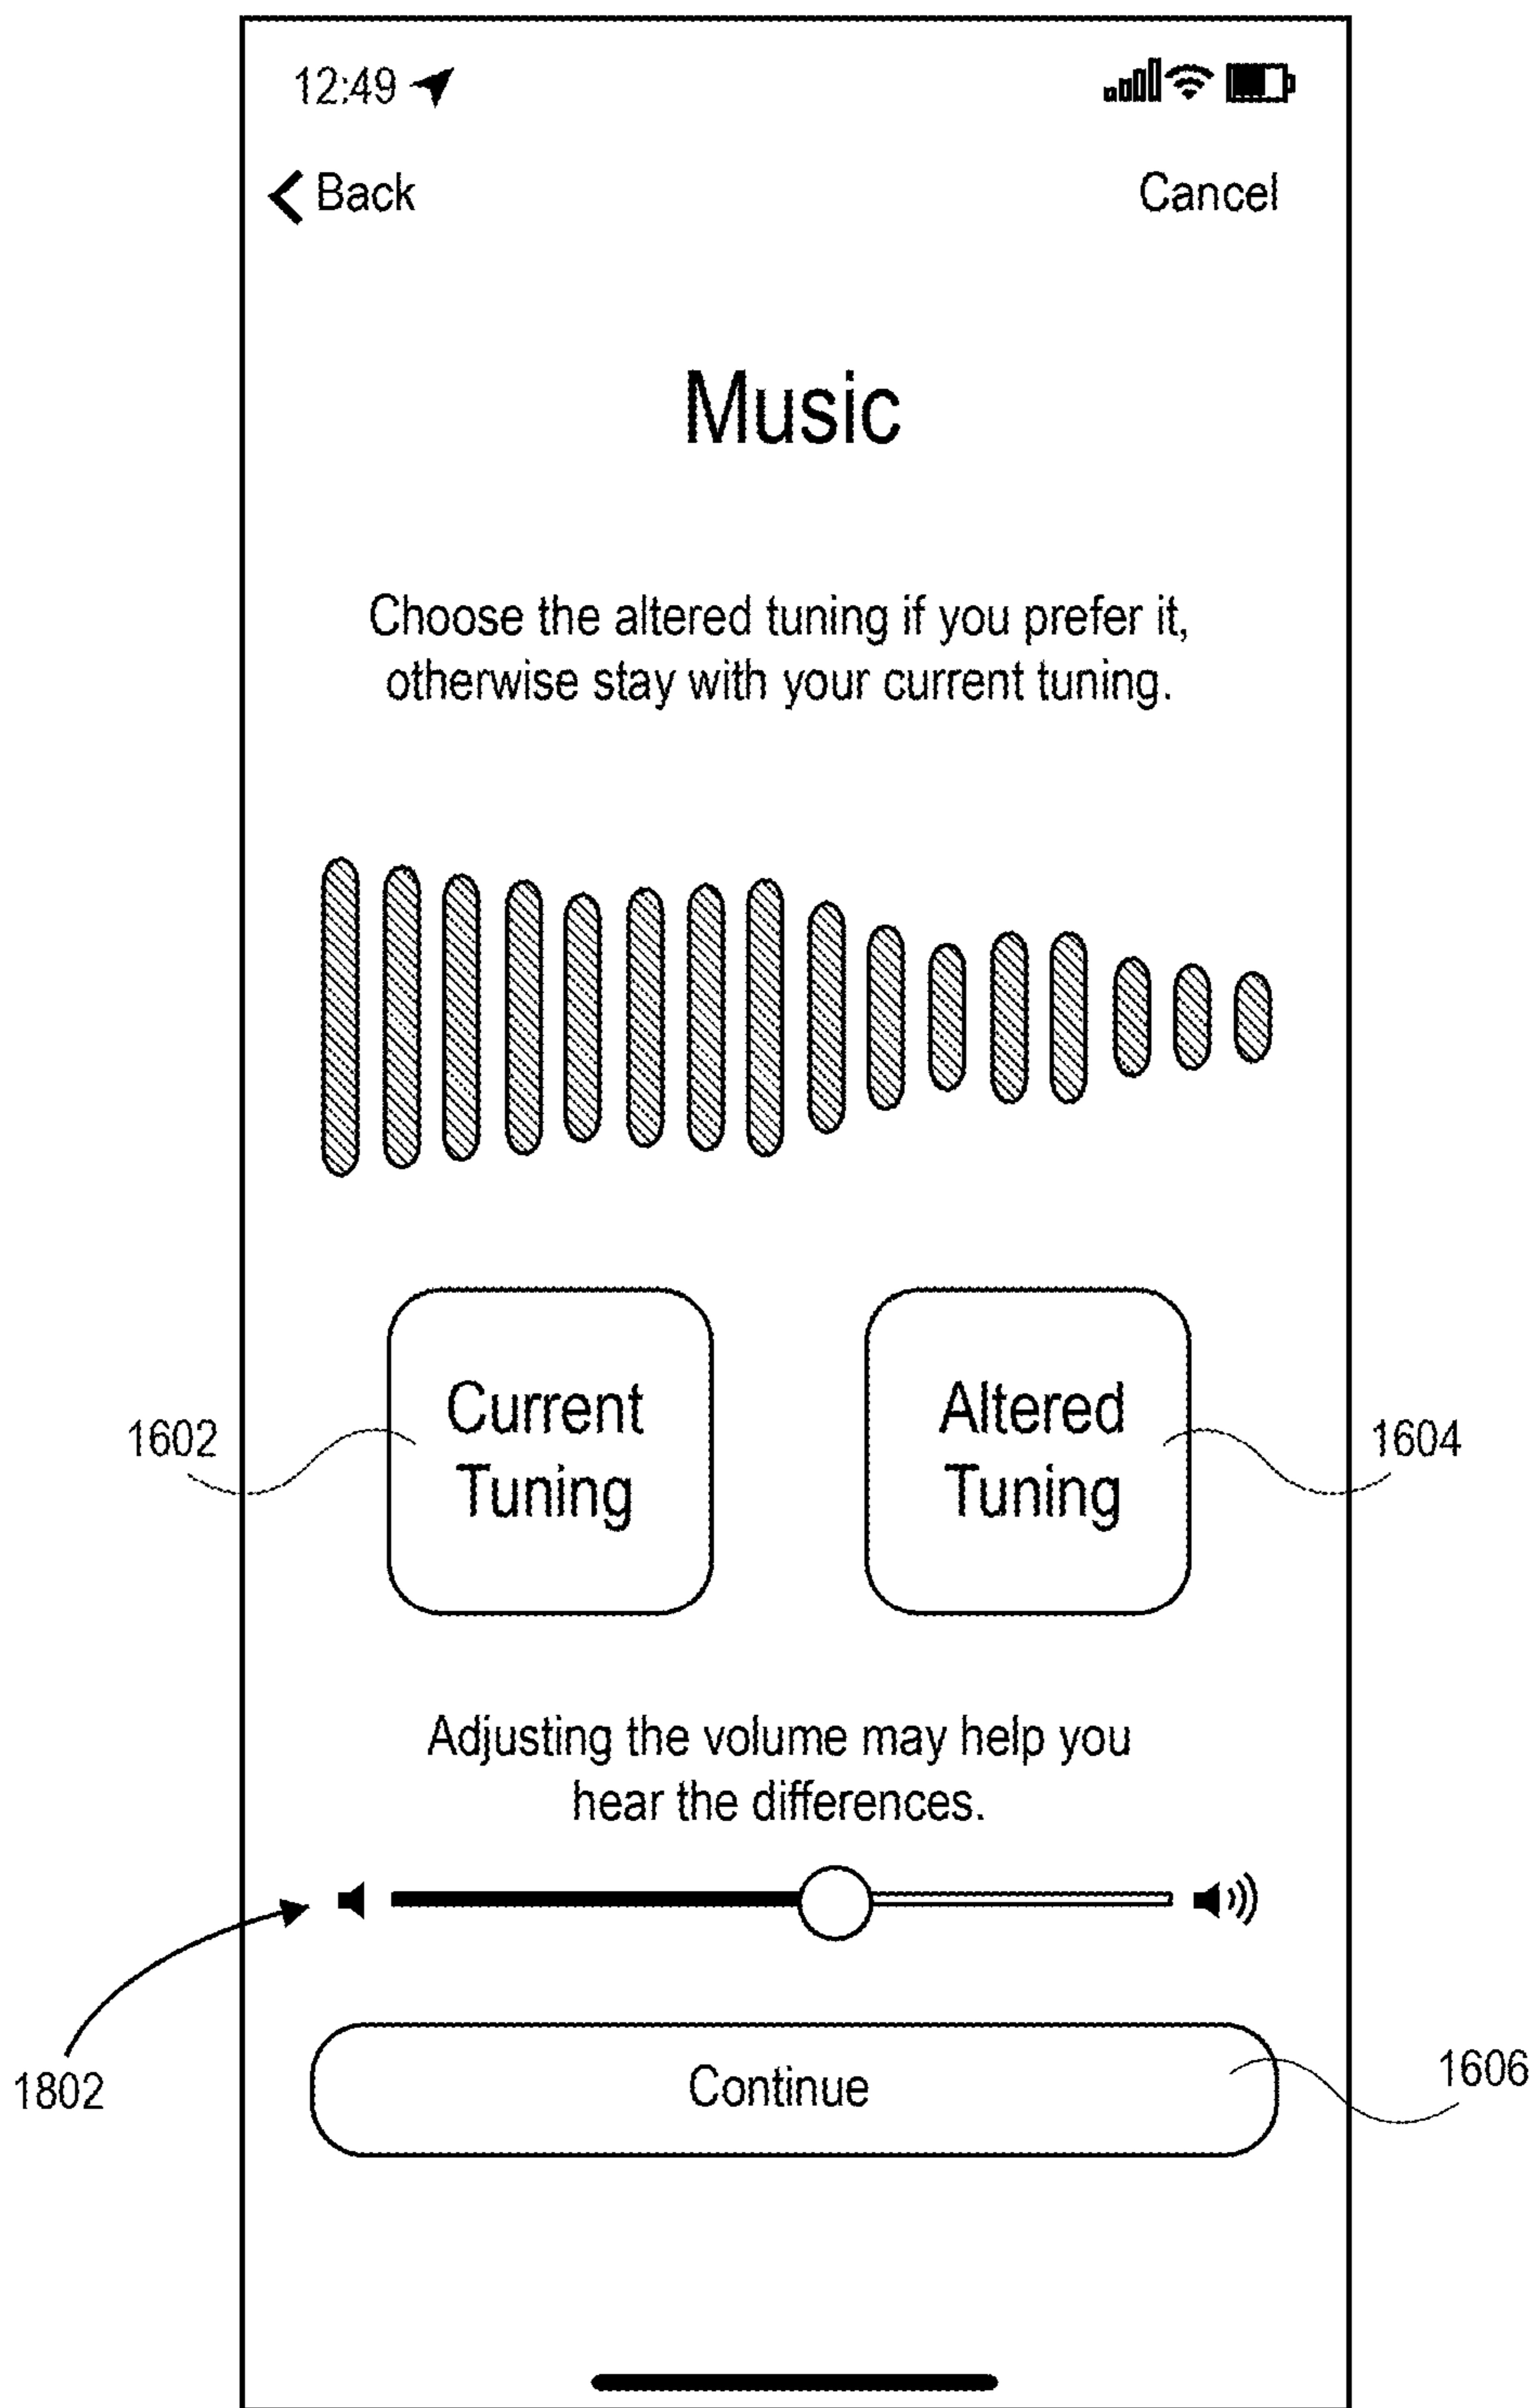 12:49
Back
Cancel
Music
Choose the altered tuning if you prefer it,
otherwise stay with your current tuning.
Current
Tuning
Altered
Tuning
1602
1604
Adjusting the volume may help you
hear the differences.
1802
Continue
1606